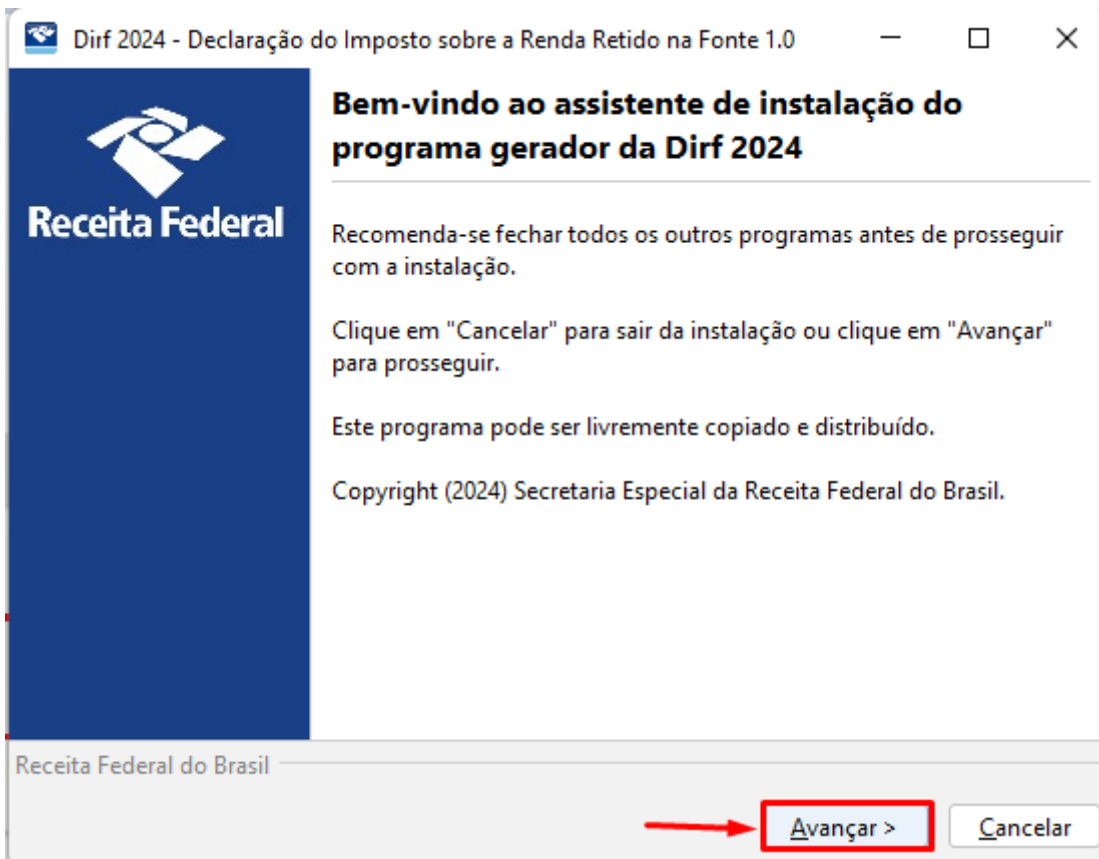 Dirf 2024 - Declaração do Imposto sobre a Renda Retido na Fonte 1.0
Receita Federal
Bem-vindo ao assistente de instalação do
programa gerador da Dirf 2024
Recomenda-se fechar todos os outros programas antes de prosseguir
com a instalação.
Clique em "Cancelar" para sair da instalação ou clique em "Avançar"
para prosseguir.
Este programa pode ser livremente copiado e distribuído.
Copyright (2024) Secretaria Especial da Receita Federal do Brasil.
Receita Federal do Brasil
Avançar >
Cancelar